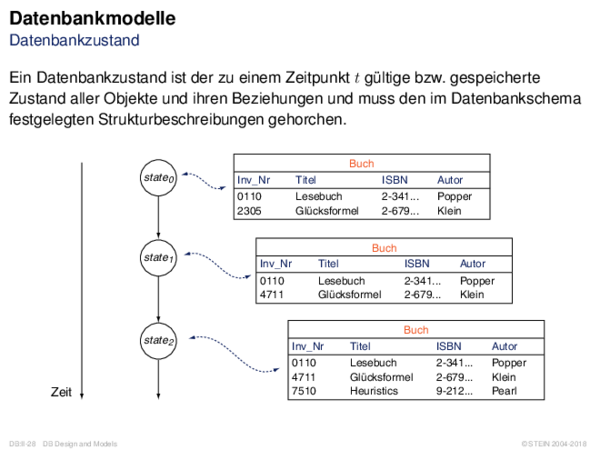 Datenbankmodelle
Datenbankzustand
Ein Datenbankzustand ist der zu einem Zeitpunkt t gültige bzw. gespeicherte
Zustand aller Objekte und ihren Beziehungen und muss den im Datenbankschema
festgelegten Strukturbeschreibungen gehorchen.
state0
Buch
Inv_Nr Titel ISBN Autor
0110 Lesebuch 2-341... Popper
2305 Glücksformel 2-679... Klein
state1
Buch
Inv_Nr Titel ISBN Autor
0110 Lesebuch 2-341... Popper
4711 Glücksformel 2-679... Klein
state2
Buch
Inv_Nr Titel ISBN Autor
0110 Lesebuch 2-341... Popper
4711 Glücksformel 2-679... Klein
7510 Heuristics 9-212... Pearl
Zeit
DB:II-28 DB Design and Models
© STEIN 2004-2018